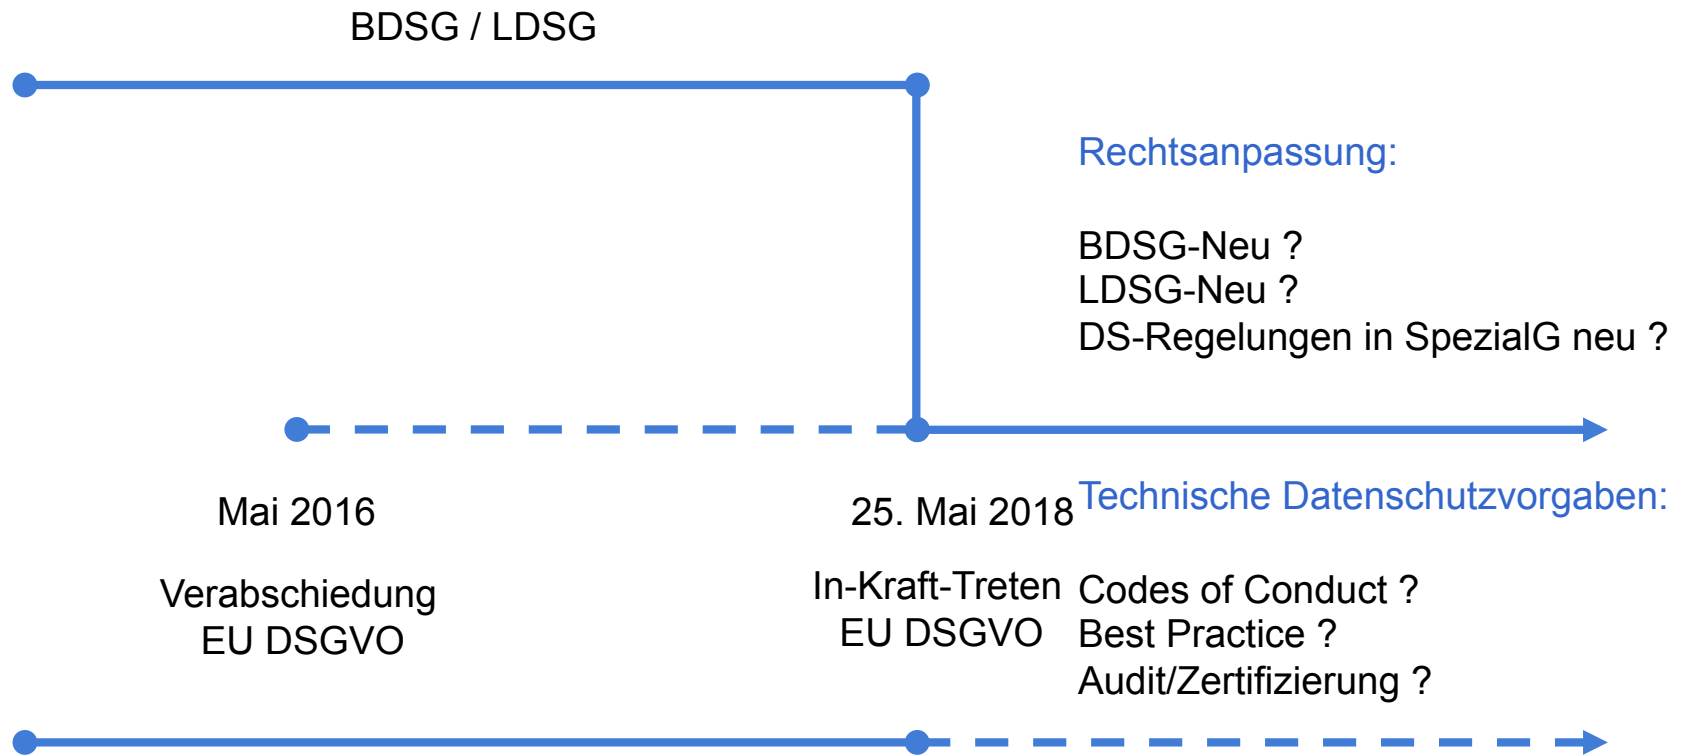 BDSG / LDSG
Rechtsanpassung:
BDSG-Neu ?
LDSG-Neu ?
DS-Regelungen in SpezialG neu ?
Mai 2016
Verabschiedung
EU DSGVO
25. Mai 2018
In-Kraft-Treten
EU DSGVO
Technische Datenschutzvorgaben:
Codes of Conduct ?
Best Practice ?
Audit/Zertifizierung ?